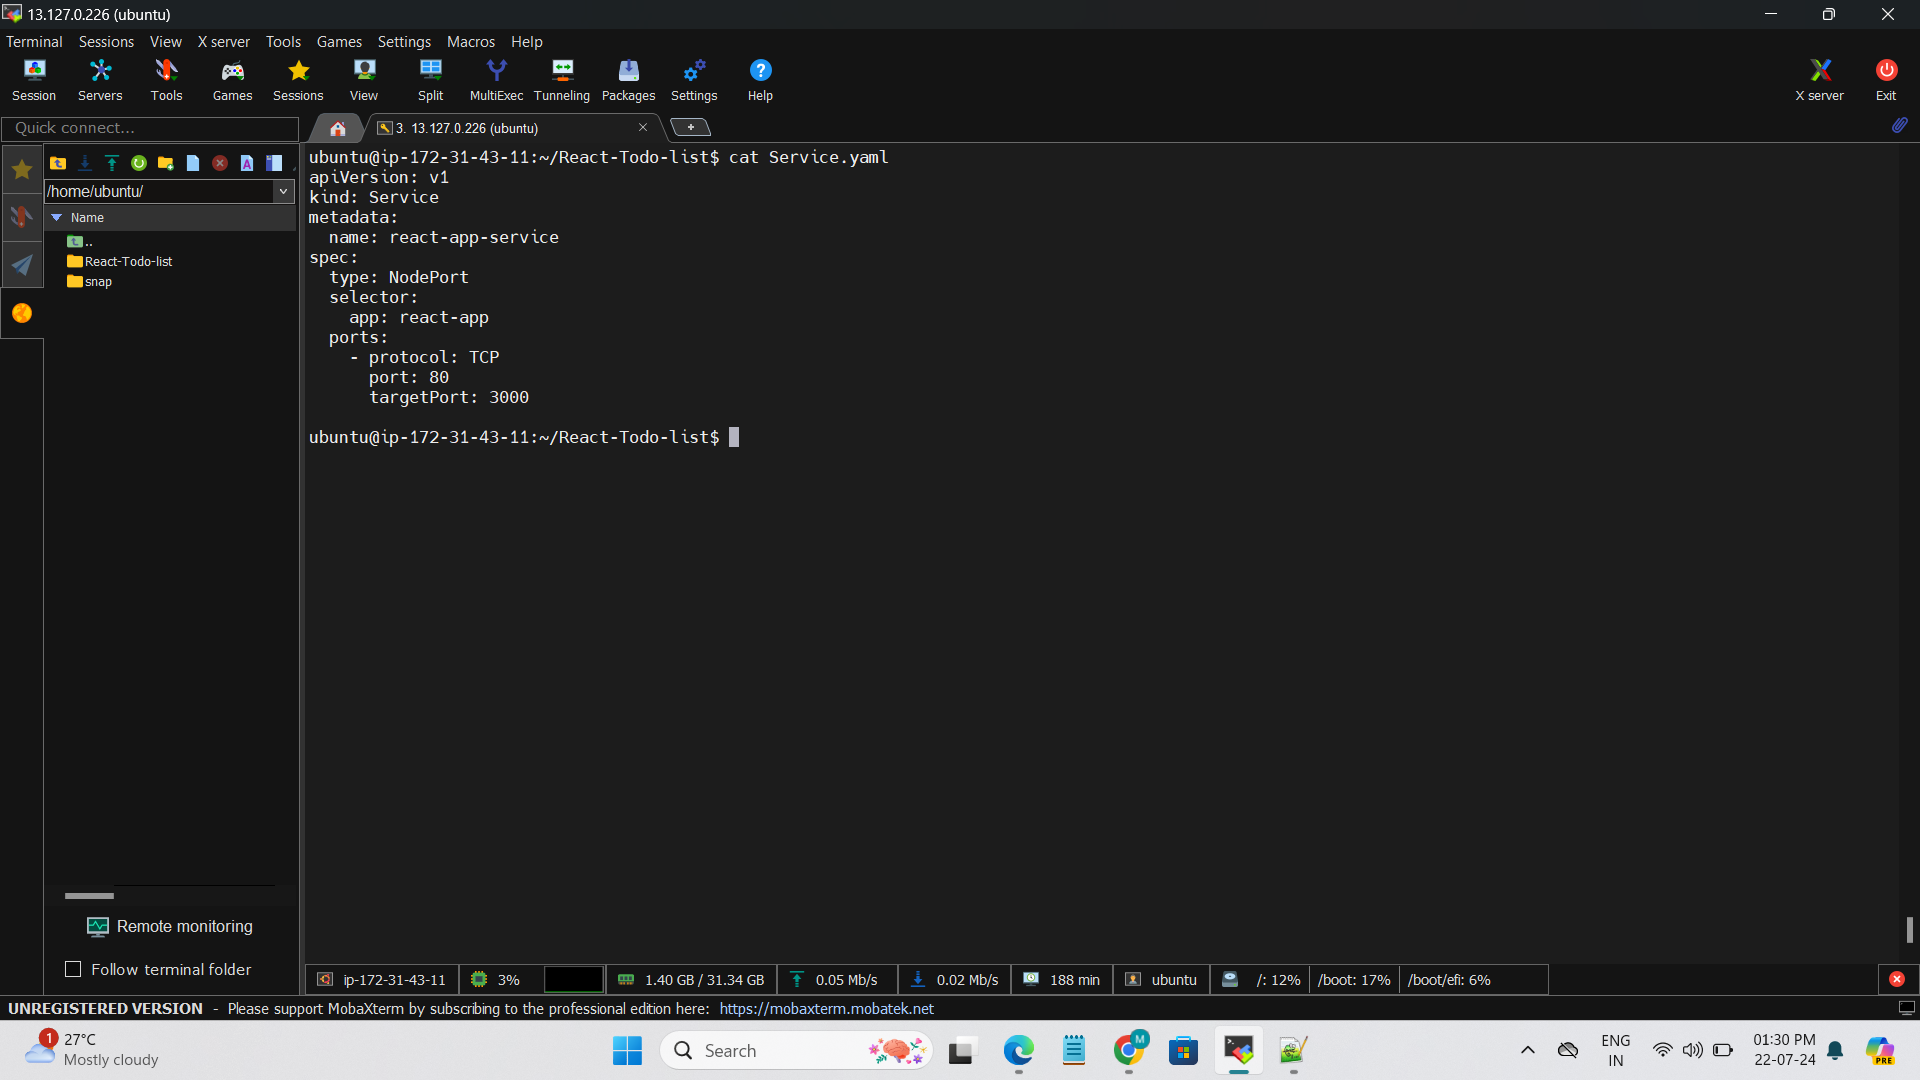 13.127.0.226 (ubuntu)
Terminal Sessions View X server Tools Games Settings Macros Help
Session Servers Tools Games Sessions View Split MultiExec Tunneling Packages Settings Help X server Exit
Quick connect...
3. 13.127.0.226 (ubuntu)
/home/ubuntu/
Name
..
React-Todo-list
snap
ubuntu@ip-172-31-43-11:~/React-Todo-list$ cat Service.yaml
apiVersion: v1
kind: Service
metadata:
  name: react-app-service
spec:
  type: NodePort
  selector:
    app: react-app
  ports:
    - protocol: TCP
      port: 80
      targetPort: 3000
ubuntu@ip-172-31-43-11:~/React-Todo-list$
Remote monitoring
Follow terminal folder
ip-172-31-43-11 3% 1.40 GB / 31.34 GB 0.05 Mb/s 0.02 Mb/s 188 min ubuntu /: 12% /boot: 17% /boot/efi: 6%
UNREGISTERED VERSION - Please support MobaXterm by subscribing to the professional edition here: https://mobaxterm.mobatek.net
1
27°C
Mostly cloudy
Search
M
ENG
IN
01:30 PM
22-07-24
PRE